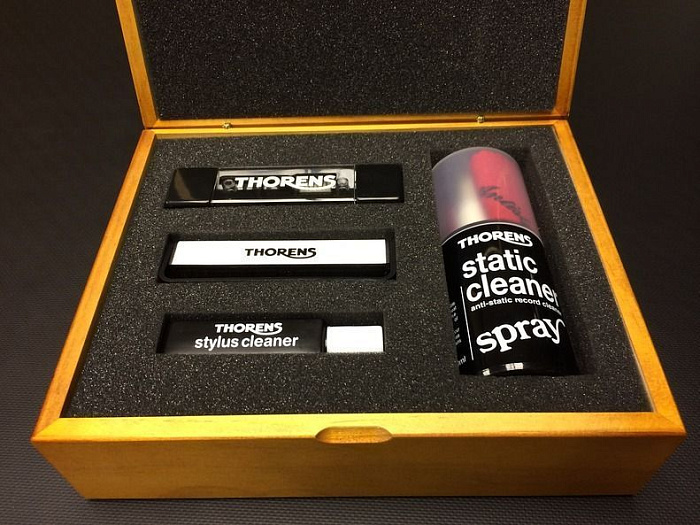 THORENS
THORENS
THORENS
stylus cleaner
THORENS
static
cleaner
anti-static record cleaner
spray